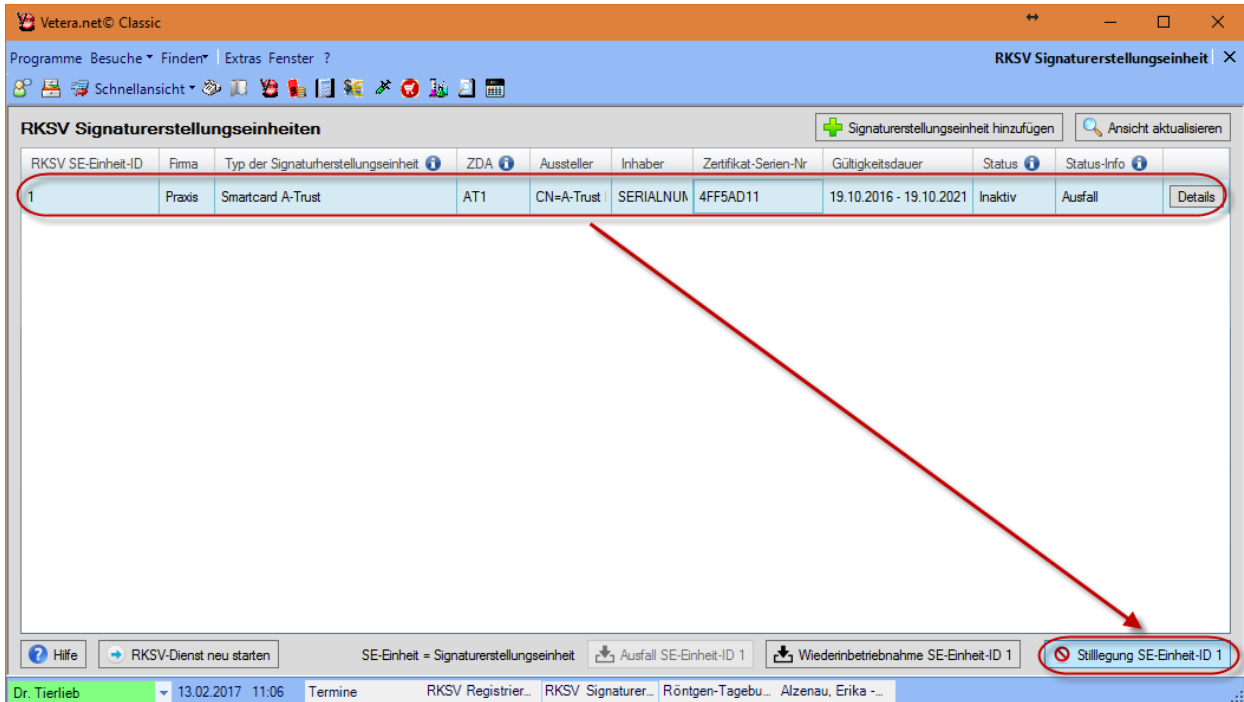 Vetera.net© Classic
Programme Besuche Finden Extras Fenster ? RKSV Signaturerstellungseinheit
Schnellansicht
RKSV Signaturerstellungseinheiten Signaturerstellungseinheit hinzufügen Ansicht aktualisieren
RKSV SE-Einheit-ID Firma Typ der Signaturherstellungseinheit ZDA Aussteller Inhaber Zertifikat-Serien-Nr Gültigkeitsdauer Status Status-Info
1 Praxis Smartcard A-Trust AT1 CN=A-Trust SERIALNUM 4FF5AD11 19.10.2016 - 19.10.2021 Inaktiv Ausfall Details
Hilfe RKSV-Dienst neu starten SE-Einheit = Signaturerstellungseinheit Ausfall SE-Einheit-ID 1 Wiederinbetriebnahme SE-Einheit-ID 1 Stilllegung SE-Einheit-ID 1
Dr. Tierlieb 13.02.2017 11:06 Termine RKSV Registrier... RKSV Signaturer... Röntgen-Tagebu... Alzenau, Erika -...